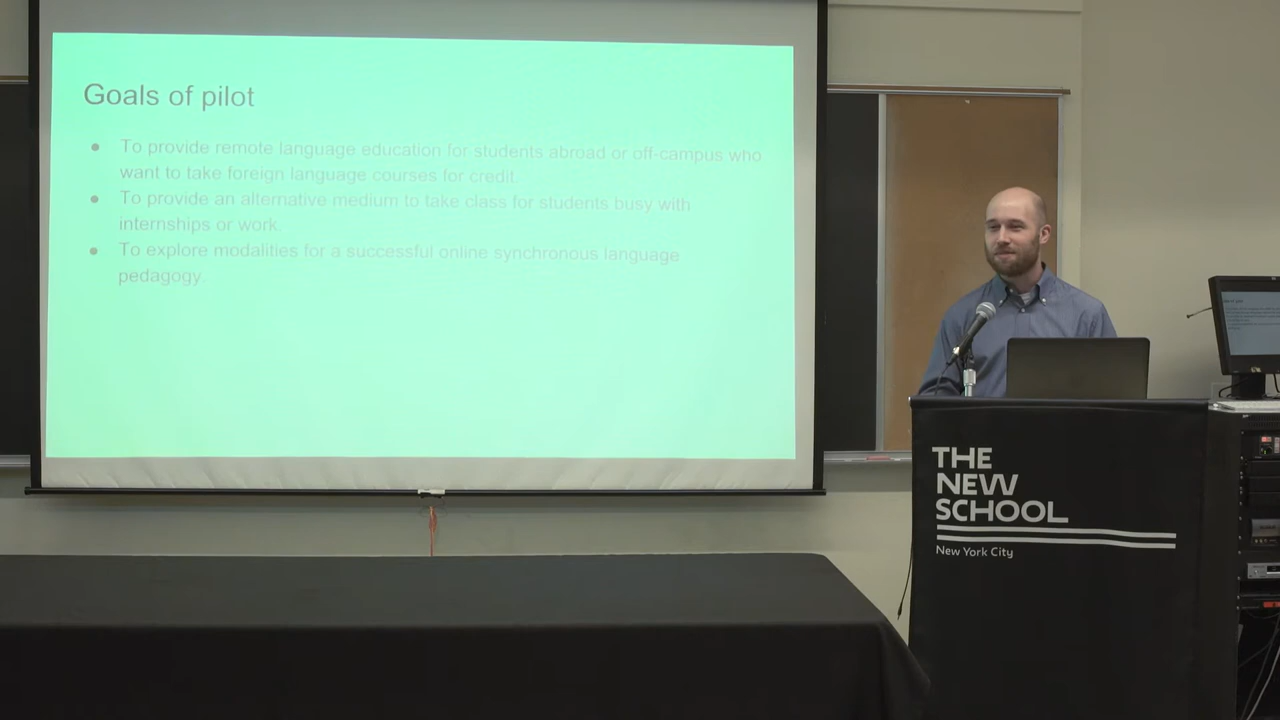 Goals of pilot
● To provide remote language education for students abroad or off-campus who
want to take foreign language courses for credit.
● To provide an alternative medium to take class for students busy with
internships or work.
● To explore modalities for a successful online synchronous language
pedagogy.
THE
NEW
SCHOOL
New York City